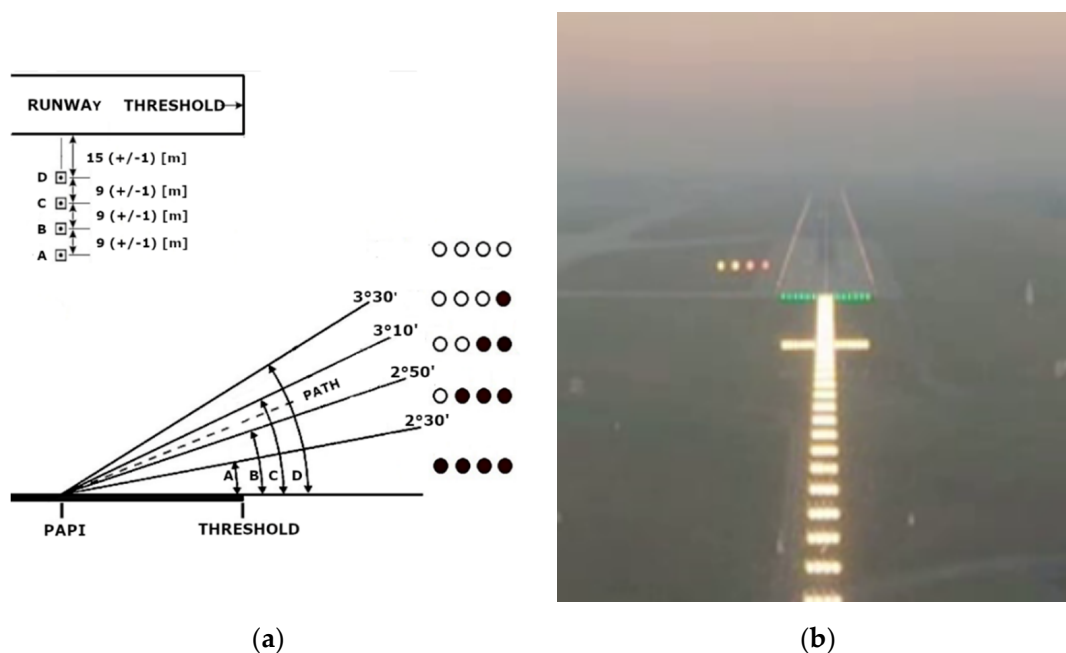 RUNWAY THRESHOLD
15 (+/-1) [m]
D
9 (+/-1) [m]
C
9 (+/-1) [m]
B
9 (+/-1) [m]
A
3°30'
3°10'
2°50'
PATH
2°30'
A B C D
PAPI THRESHOLD
(a) (b)